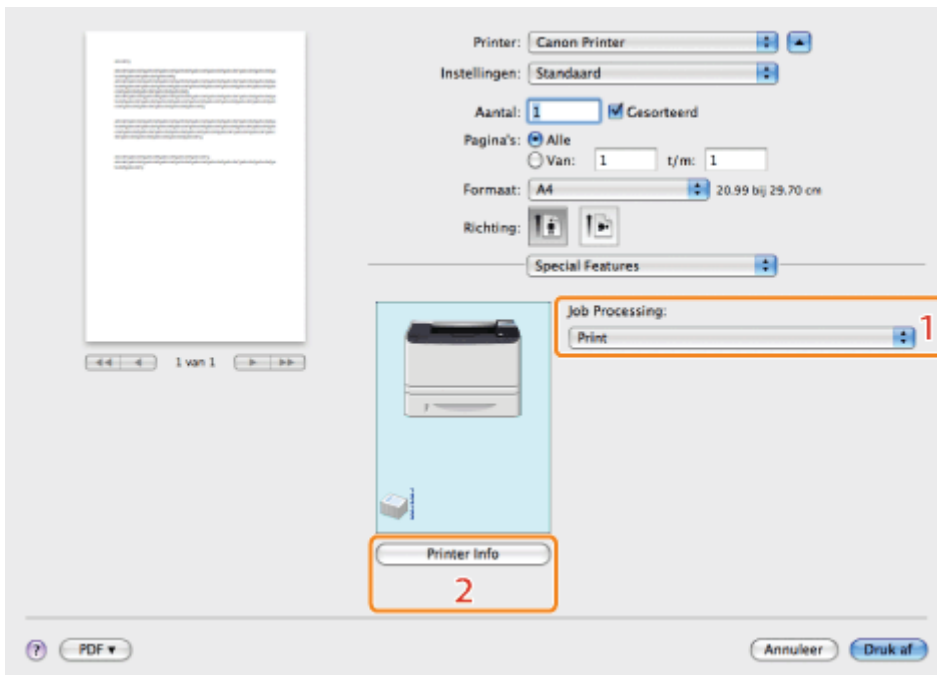 Printer: Canon Printer
Instellingen: Standaard
Aantal: 1 Gesorteerd
Pagina's: Alle
Van: 1 t/m: 1
Formaat: A4 20.99 bij 29.70 cm
Richting:
Special Features
Job Processing:
Print
1
1 van 1
Printer Info
2
? PDF Annuleer Druk af